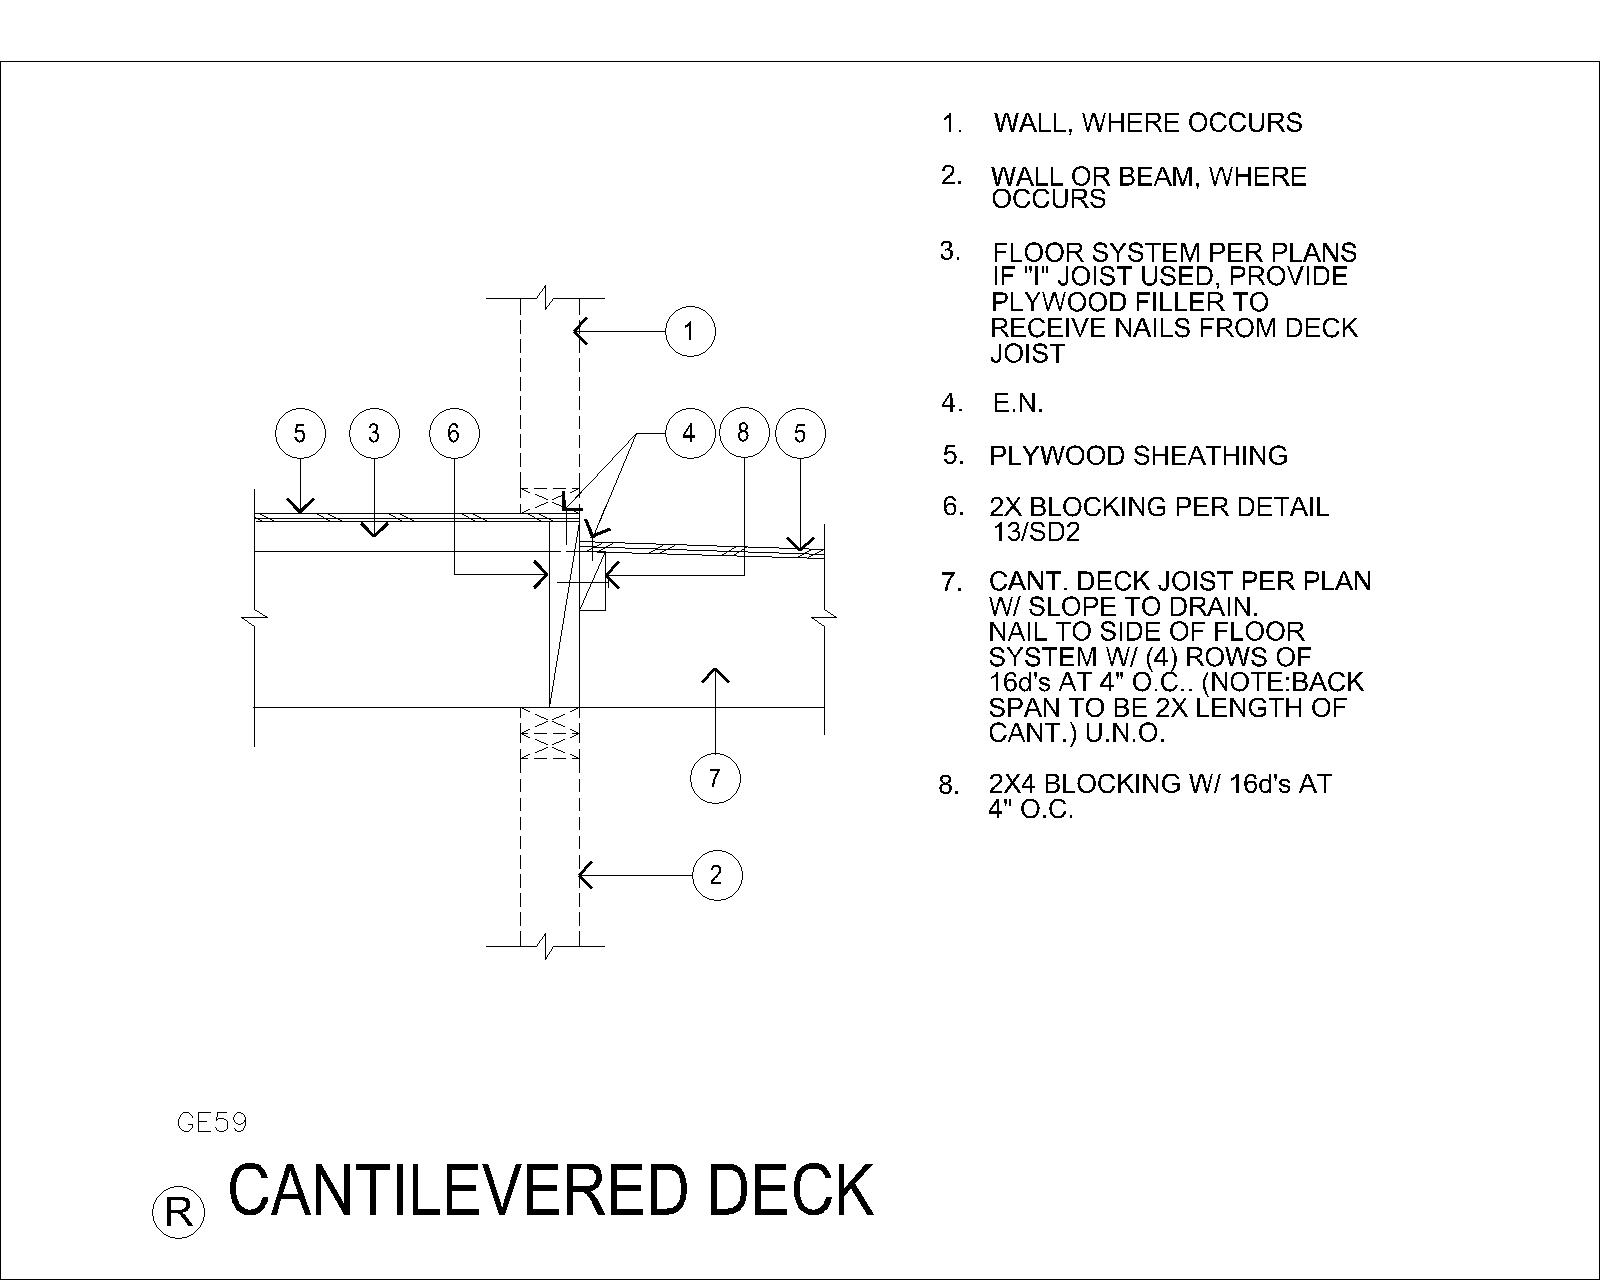 1. WALL, WHERE OCCURS
2. WALL OR BEAM, WHERE
OCCURS
3. FLOOR SYSTEM PER PLANS
IF "I" JOIST USED, PROVIDE
PLYWOOD FILLER TO
RECEIVE NAILS FROM DECK
JOIST
4. E.N.
5. PLYWOOD SHEATHING
6. 2X BLOCKING PER DETAIL
13/SD2
7. CANT. DECK JOIST PER PLAN
W/ SLOPE TO DRAIN.
NAIL TO SIDE OF FLOOR
SYSTEM W/ (4) ROWS OF
16d's AT 4" O.C.. (NOTE:BACK
SPAN TO BE 2X LENGTH OF
CANT.) U.N.O.
8. 2X4 BLOCKING W/ 16d's AT
4" O.C.
1
5 3 6 4 8 5
7
2
GE59
R CANTILEVERED DECK